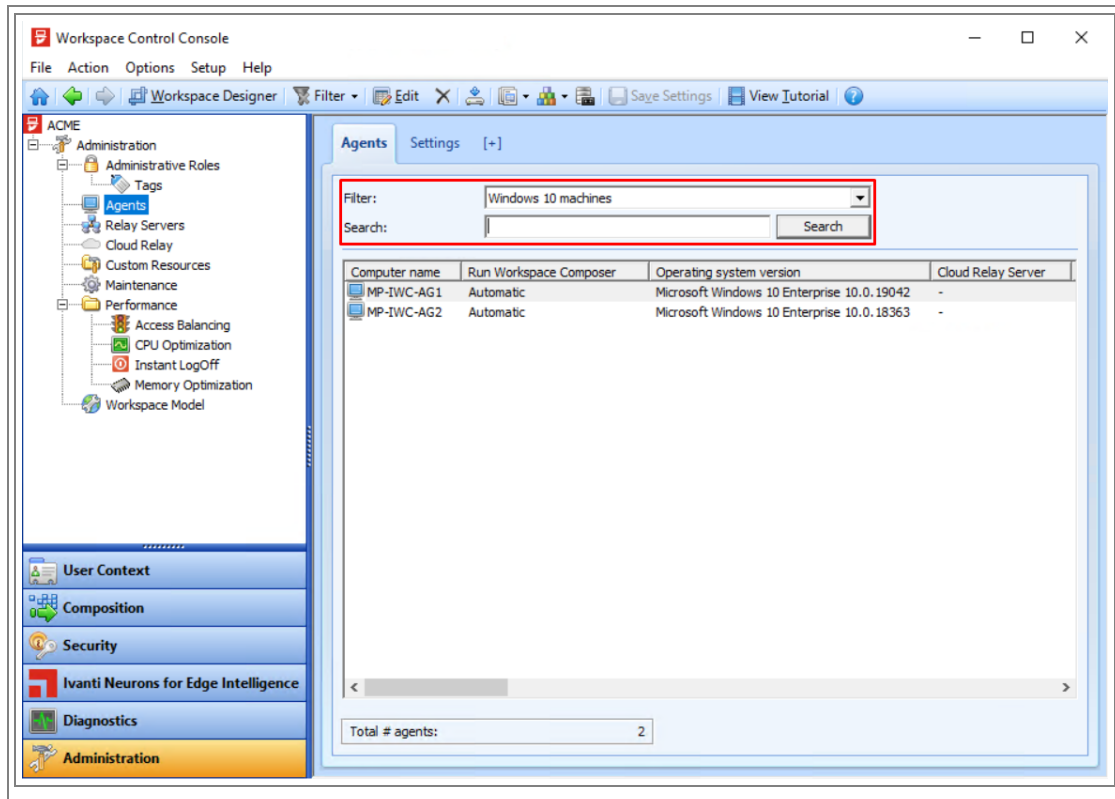 Workspace Control Console
File Action Options Setup Help
Workspace Designer Filter Edit Save Settings View Tutorial
ACME
Administration
Administrative Roles
Tags
Agents
Relay Servers
Cloud Relay
Custom Resources
Maintenance
Performance
Access Balancing
CPU Optimization
Instant LogOff
Memory Optimization
Workspace Model
User Context
Composition
Security
Ivanti Neurons for Edge Intelligence
Diagnostics
Administration
Agents Settings [+]
Filter: Windows 10 machines
Search: Search
Computer name Run Workspace Composer Operating system version Cloud Relay Server
MP-IWC-AG1 Automatic Microsoft Windows 10 Enterprise 10.0.19042 -
MP-IWC-AG2 Automatic Microsoft Windows 10 Enterprise 10.0.18363 -
Total # agents: 2